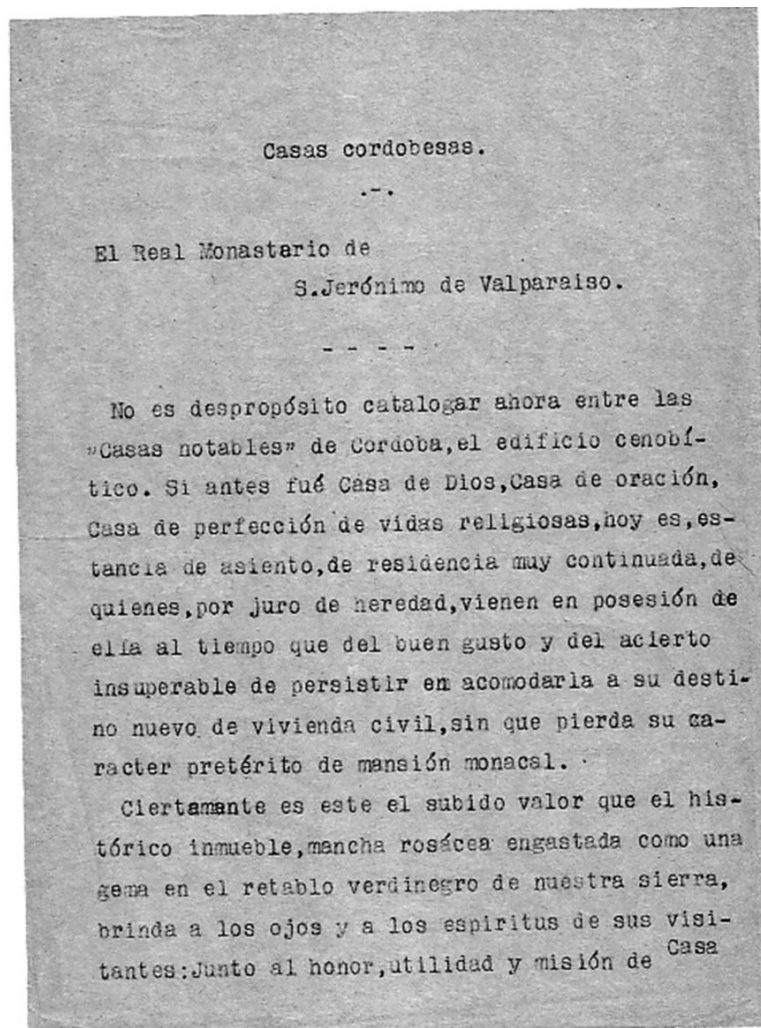 Casas cordobesas.
.-.
El Real Monasterio de
S.Jerónimo de Valparaiso.
- - - -
No es despropósito catalogar ahora entre las
"Casas notables" de Cordoba,el edificio cenobí-
tico. Si antes fué Casa de Dios,Casa de oración,
Casa de perfección de vidas religiosas,hoy es,es-
tancia de asiento,de residencia muy continuada,de
quienes,por juro de heredad,vienen en posesión de
ella al tiempo que del buen gusto y del acierto
insuperable de persistir en acomodarla a su desti-
no nuevo de vivienda civil,sin que pierda su ca-
racter pretérito de mansión monacal.
Ciertamante es este el subido valor que el his-
tórico inmueble,mancha rosácea engastada como una
gema en el retablo verdinegro de nuestra sierra,
brinda a los ojos y a los espiritus de sus visi-
tantes:Junto al honor,utilidad y misión de Casa